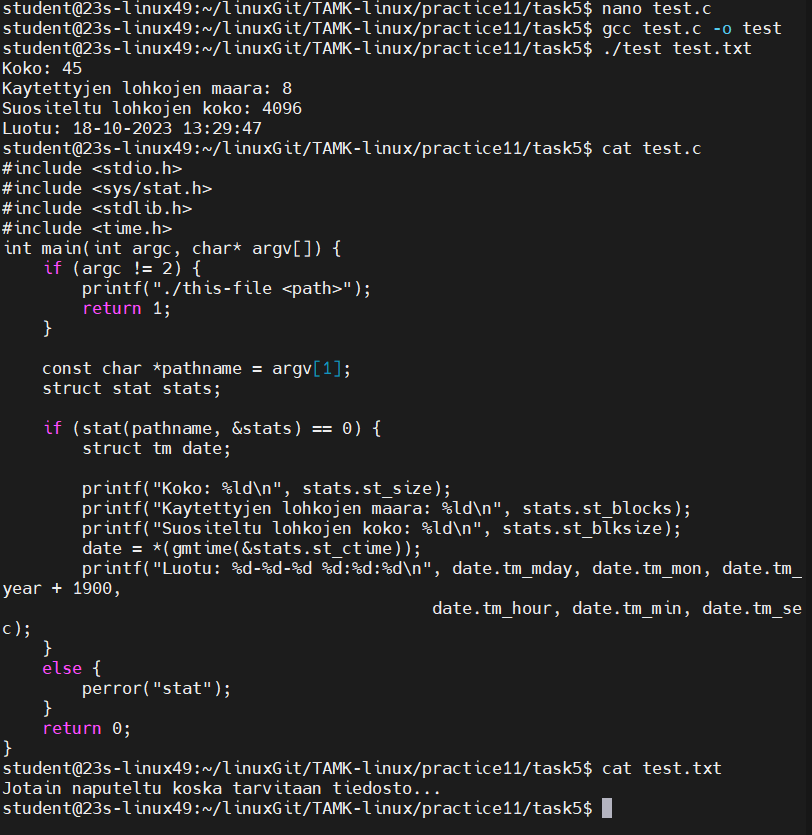 student@23s-linux49:~/linuxGit/TAMK-linux/practice11/task5$ nano test.c
student@23s-linux49:~/linuxGit/TAMK-linux/practice11/task5$ gcc test.c -o test
student@23s-linux49:~/linuxGit/TAMK-linux/practice11/task5$ ./test test.txt
Koko: 45
Kaytettyjen lohkojen maara: 8
Suositeltu lohkojen koko: 4096
Luotu: 18-10-2023 13:29:47
student@23s-linux49:~/linuxGit/TAMK-linux/practice11/task5$ cat test.c
#include <stdio.h>
#include <sys/stat.h>
#include <stdlib.h>
#include <time.h>
int main(int argc, char* argv[]) {
    if (argc != 2) {
        printf("./this-file <path>");
        return 1;
    }

    const char *pathname = argv[1];
    struct stat stats;

    if (stat(pathname, &stats) == 0) {
        struct tm date;

        printf("Koko: %ld\n", stats.st_size);
        printf("Kaytettyjen lohkojen maara: %ld\n", stats.st_blocks);
        printf("Suositeltu lohkojen koko: %ld\n", stats.st_blksize);
        date = *(gmtime(&stats.st_ctime));
        printf("Luotu: %d-%d-%d %d:%d:%d\n", date.tm_mday, date.tm_mon, date.tm_
year + 1900,
                                           date.tm_hour, date.tm_min, date.tm_se
c);
    }
    else {
        perror("stat");
    }
    return 0;
}
student@23s-linux49:~/linuxGit/TAMK-linux/practice11/task5$ cat test.txt
Jotain naputeltu koska tarvitaan tiedosto...
student@23s-linux49:~/linuxGit/TAMK-linux/practice11/task5$